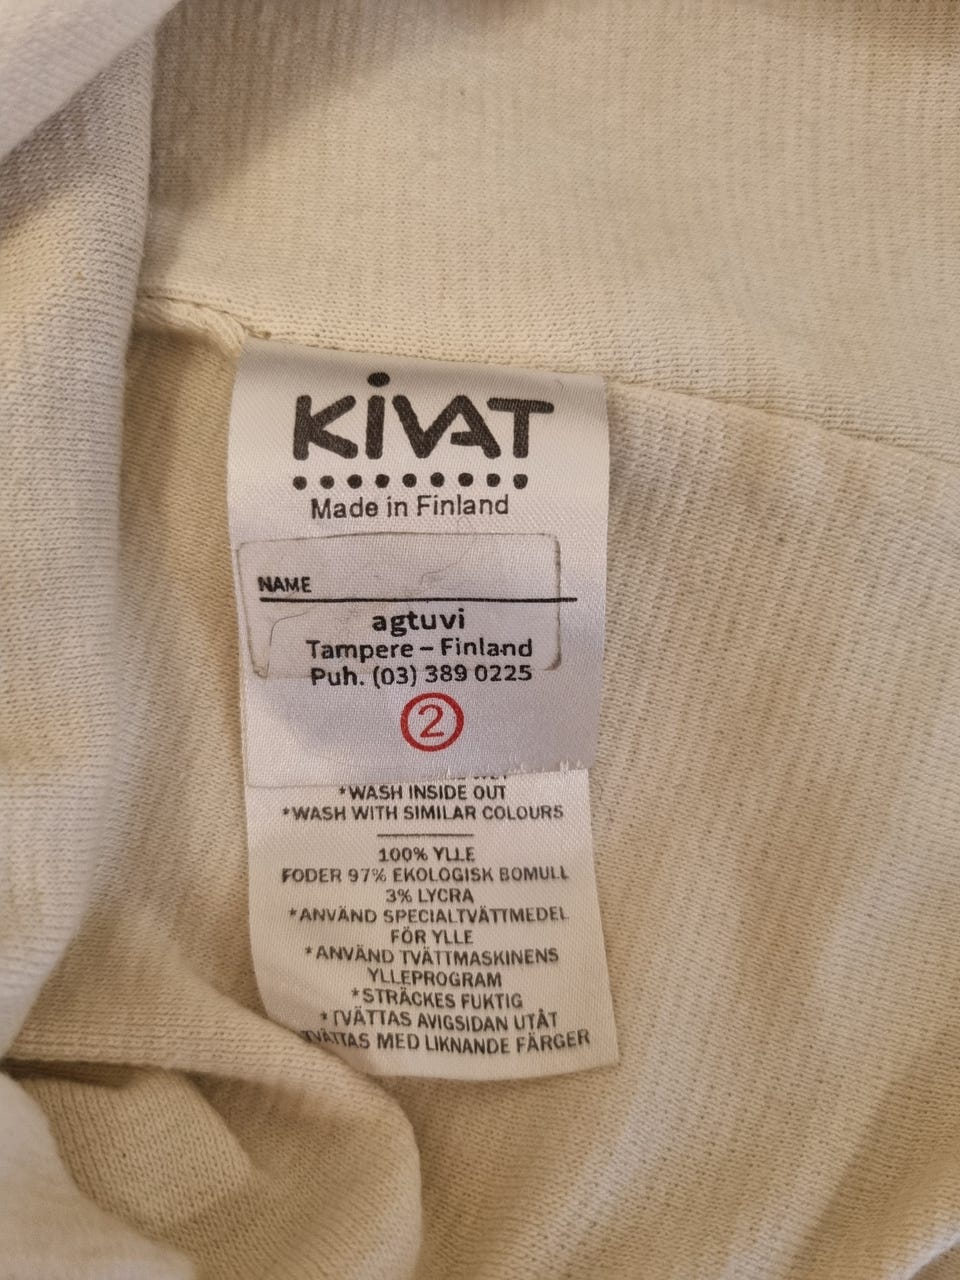 KiVAT
Made in Finland
NAME
agtuvi
Tampere – Finland
Puh. (03) 389 0225
2
*WASH INSIDE OUT
*WASH WITH SIMILAR COLOURS
100% YLLE
FODER 97% EKOLOGISK BOMULL
3% LYCRA
*ANVÄND SPECIALTVÄTTMEDEL
FÖR YLLE
*ANVÄND TVÄTTMASKINENS
YLLEPROGRAM
*STRÄCKES FUKTIG
*TVÄTTAS AVIGSIDAN UTÅT
TVÄTTAS MED LIKNANDE FÄRGER